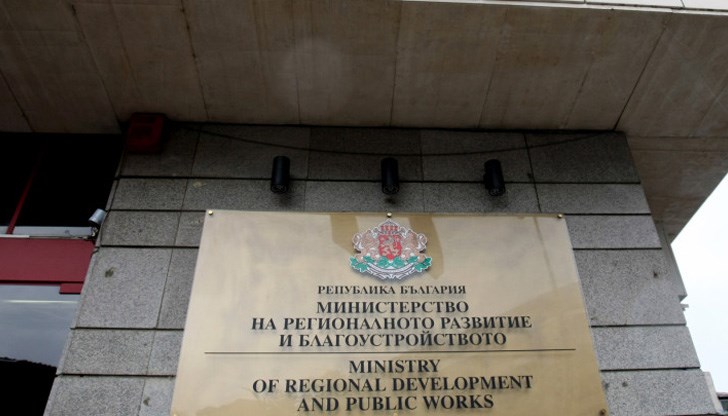 РЕПУБЛИКА БЪЛГАРИЯ
МИНИСТЕРСТВО
НА РЕГИОНАЛНОТО РАЗВИТИЕ
И БЛАГОУСТРОЙСТВОТО
MINISTRY
OF REGIONAL DEVELOPMENT
AND PUBLIC WORKS